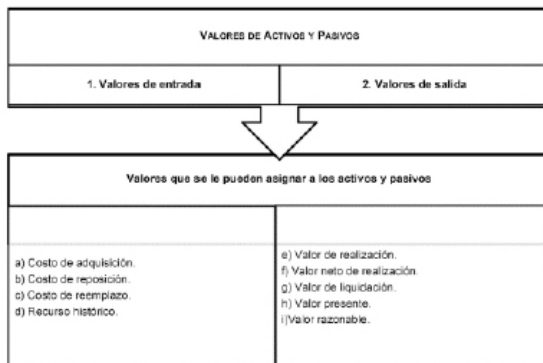 VALORES DE ACTIVOS Y PASIVOS
1. Valores de entrada
2. Valores de salida
Valores que se le pueden asignar a los activos y pasivos
a) Costo de adquisición.
b) Costo de reposición.
c) Costo de reemplazo.
d) Recurso histórico.
e) Valor de realización.
f) Valor neto de realización.
g) Valor de liquidación.
h) Valor presente.
i)Valor razonable.